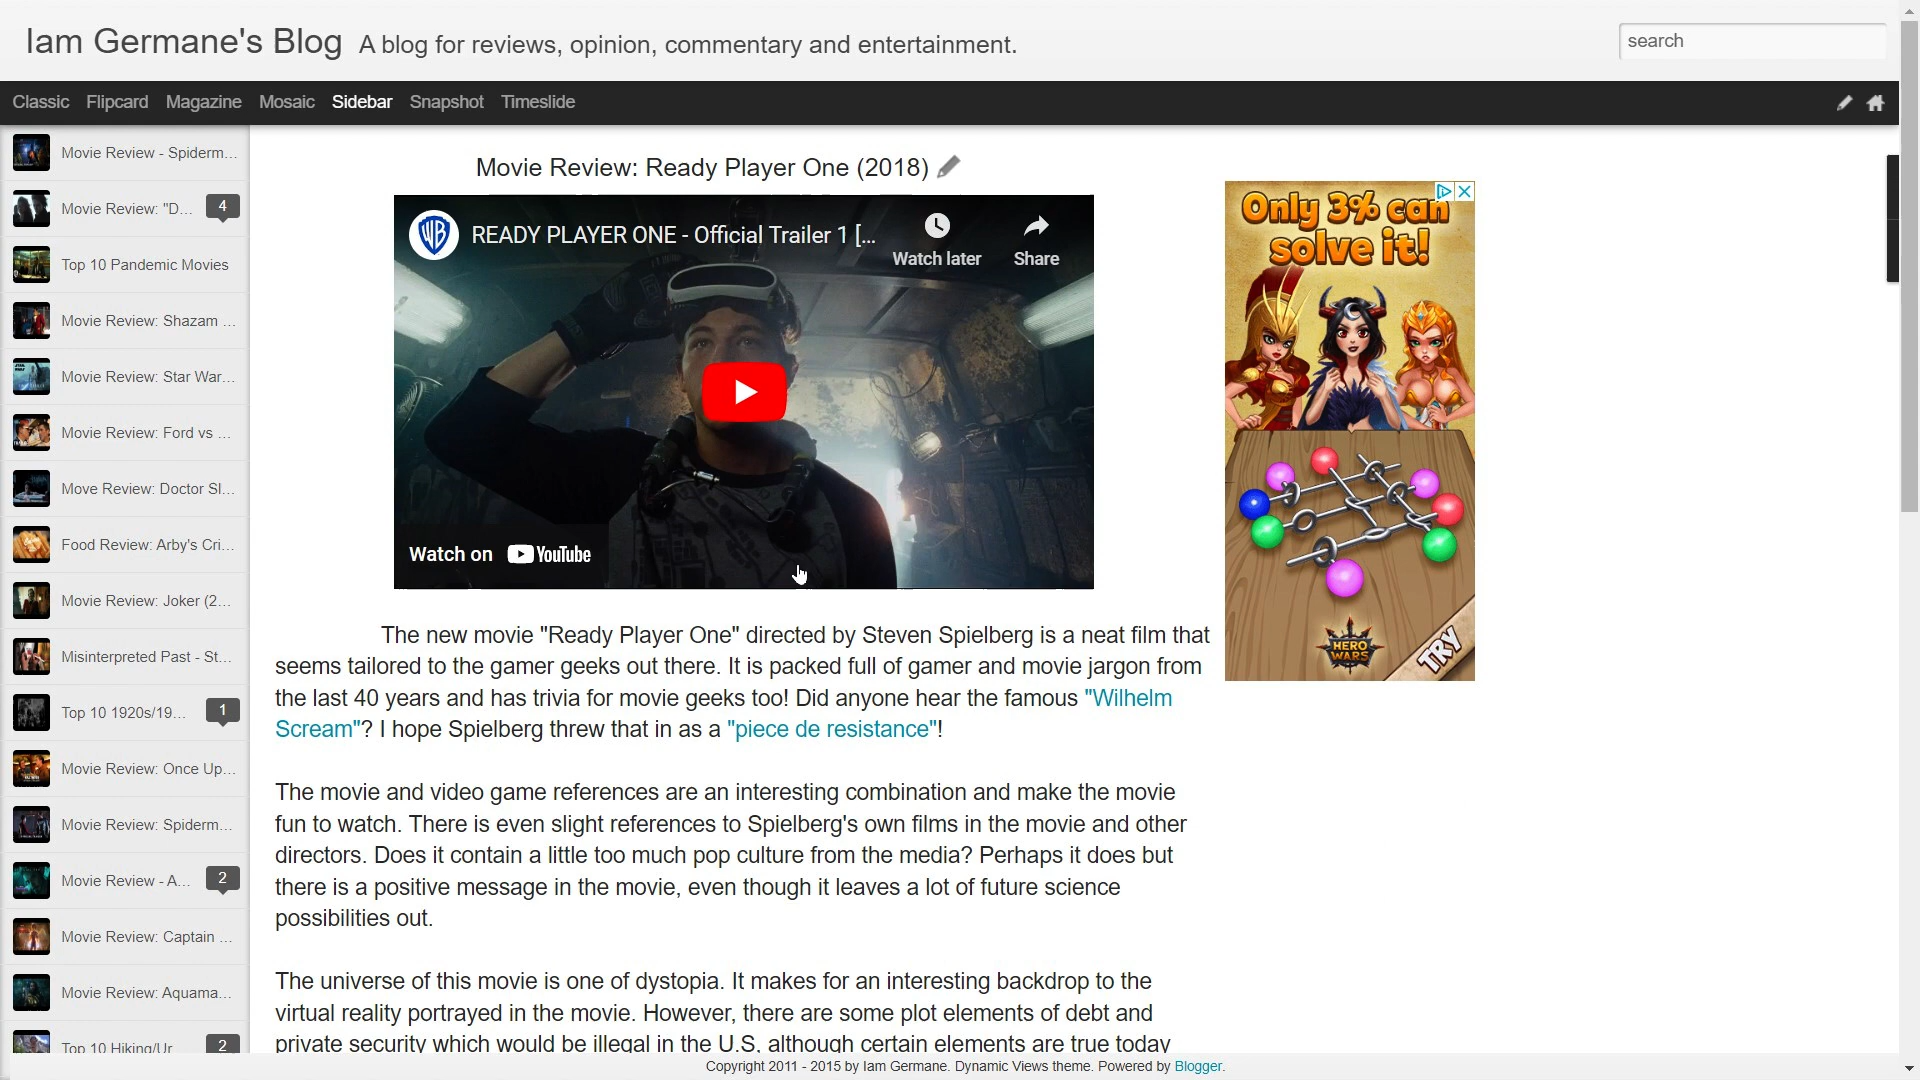 Iam Germane's Blog A blog for reviews, opinion, commentary and entertainment.
search
Classic Flipcard Magazine Mosaic Sidebar Snapshot Timeslide
Movie Review - Spiderm...
Movie Review: "D... 4
Top 10 Pandemic Movies
Movie Review: Shazam ...
Movie Review: Star War...
Movie Review: Ford vs ...
Move Review: Doctor Sl...
Food Review: Arby's Cri...
Movie Review: Joker (2...
Misinterpreted Past - St...
Top 10 1920s/19... 1
Movie Review: Once Up...
Movie Review: Spiderm...
Movie Review - A... 2
Movie Review: Captain ...
Movie Review: Aquama...
Top 10 Hiking/Ur 2
Movie Review: Ready Player One (2018)
WB
READY PLAYER ONE - Official Trailer 1 [...
Watch later
Share
Watch on YouTube
The new movie "Ready Player One" directed by Steven Spielberg is a neat film that
seems tailored to the gamer geeks out there. It is packed full of gamer and movie jargon from
the last 40 years and has trivia for movie geeks too! Did anyone hear the famous "Wilhelm
Scream"? I hope Spielberg threw that in as a "piece de resistance"!
The movie and video game references are an interesting combination and make the movie
fun to watch. There is even slight references to Spielberg's own films in the movie and other
directors. Does it contain a little too much pop culture from the media? Perhaps it does but
there is a positive message in the movie, even though it leaves a lot of future science
possibilities out.
The universe of this movie is one of dystopia. It makes for an interesting backdrop to the
virtual reality portrayed in the movie. However, there are some plot elements of debt and
private security which would be illegal in the U.S, although certain elements are true today
Only 3% can
solve it!
HERO
WARS
TRY
Copyright 2011 - 2015 by Iam Germane. Dynamic Views theme. Powered by Blogger.